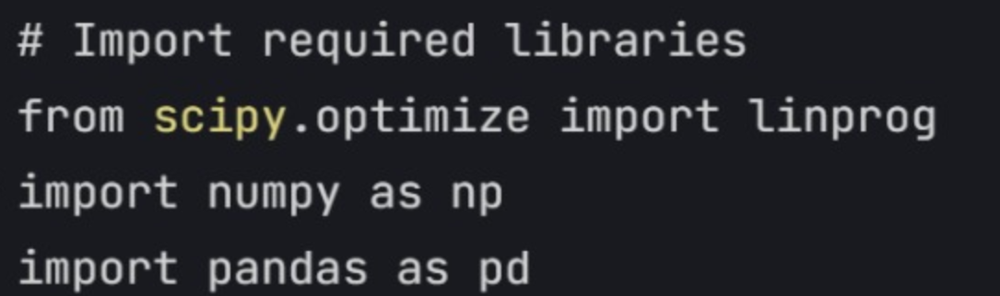 # Import required libraries
from scipy.optimize import linprog
import numpy as np
import pandas as pd